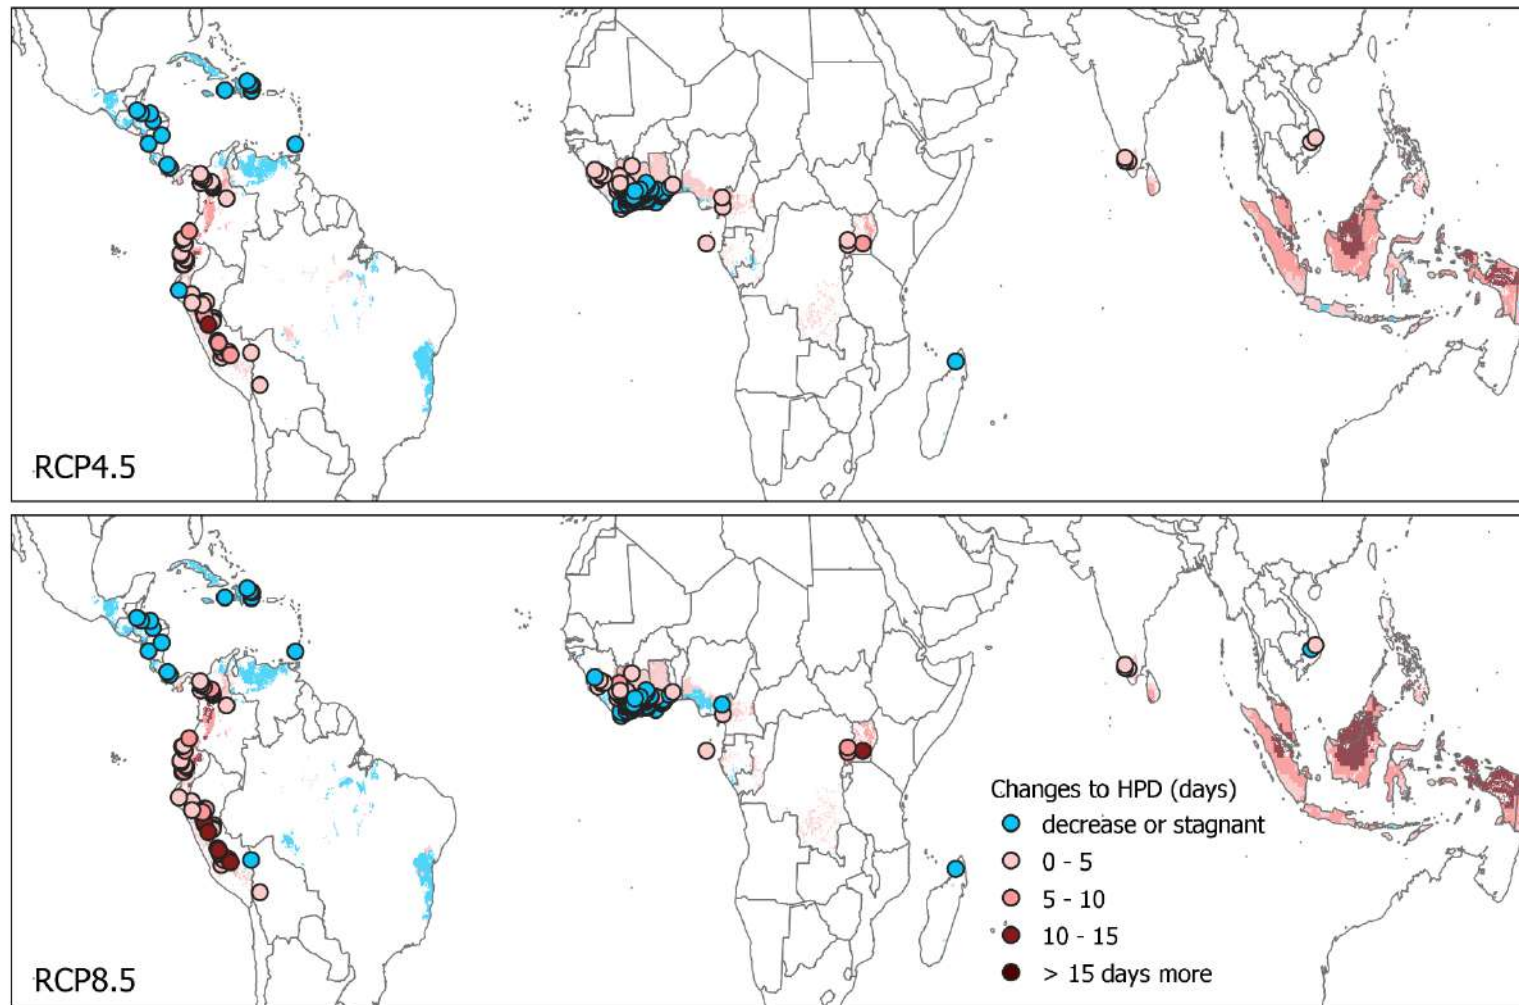 RCP4.5
Changes to HPD (days)
decrease or stagnant
0 - 5
5 - 10
10 - 15
> 15 days more
RCP8.5